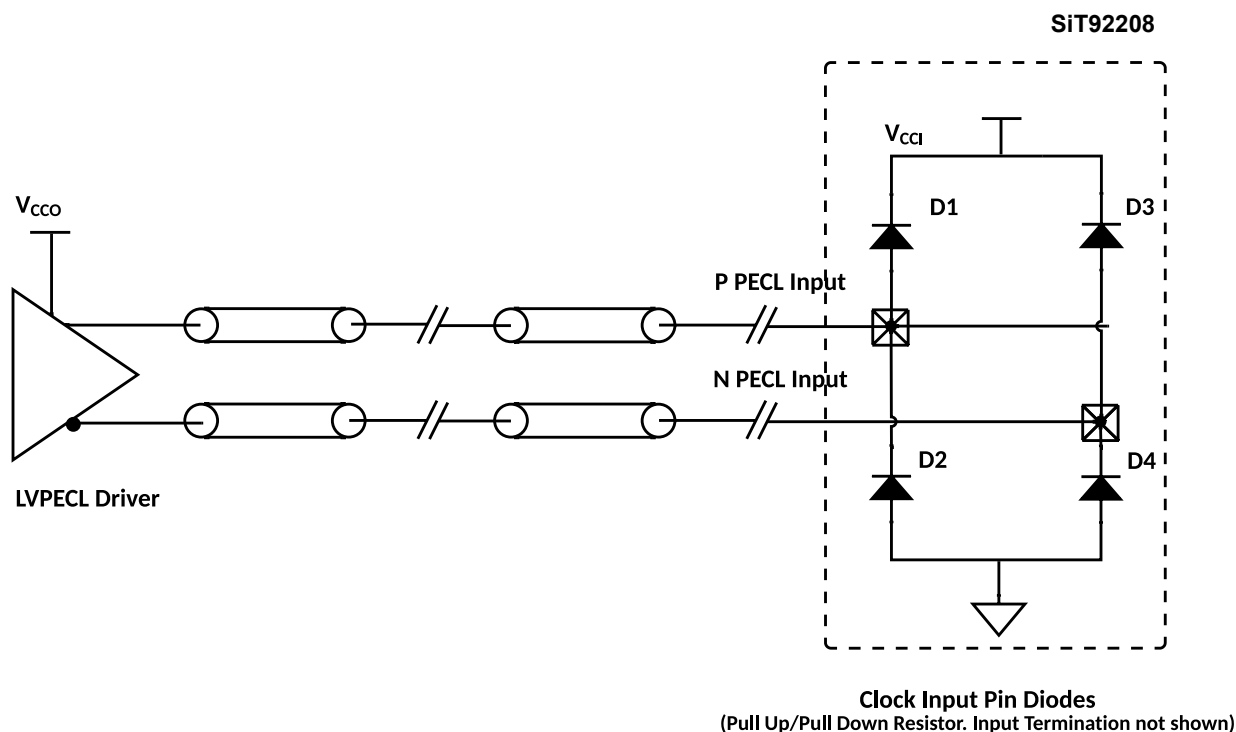 SiT92208
VCCI
D1
D3
VCCO
P PECL Input
N PECL Input
D2
D4
LVPECL Driver
Clock Input Pin Diodes
(Pull Up/Pull Down Resistor. Input Termination not shown)